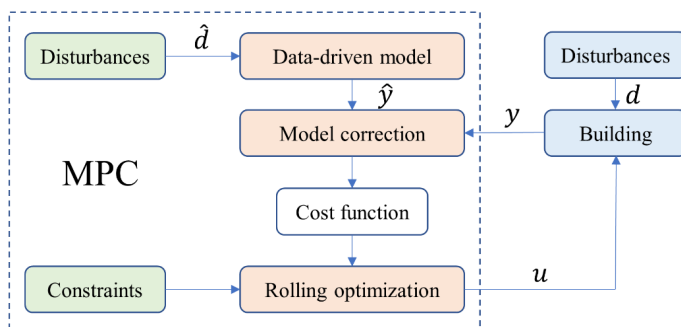 Disturbances
d̂
Data-driven model
Disturbances
ŷ
d
Model correction
y
Building
MPC
Cost function
Constraints
Rolling optimization
u